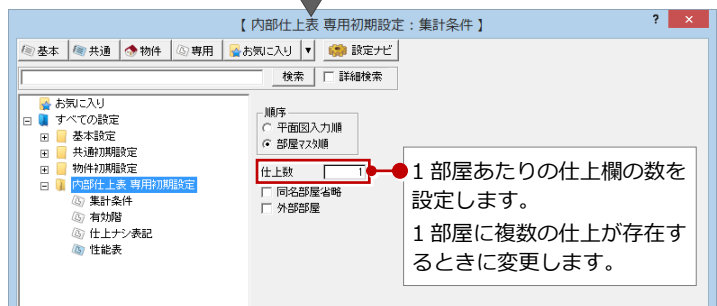 【 内部仕上表 専用初期設定：集計条件 】
? ×
基本 共通 物件 専用 お気に入り ▼ 設定ナビ
検索 詳細検索
お気に入り
すべての設定
基本設定
共通初期設定
物件初期設定
内部仕上表 専用初期設定
集計条件
有効階
仕上ナシ表記
性能表
順序
平面図入力順
部屋マスタ順
仕上数 1
同名部屋省略
外部部屋
1 部屋あたりの仕上欄の数を
設定します。
1 部屋に複数の仕上が存在す
るときに変更します。